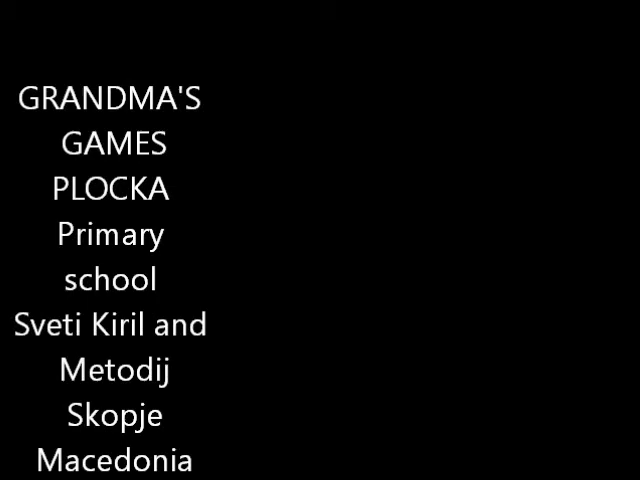 GRANDMA'S
GAMES
PLOCKA
Primary
school
Sveti Kiril and
Metodij
Skopje
Macedonia